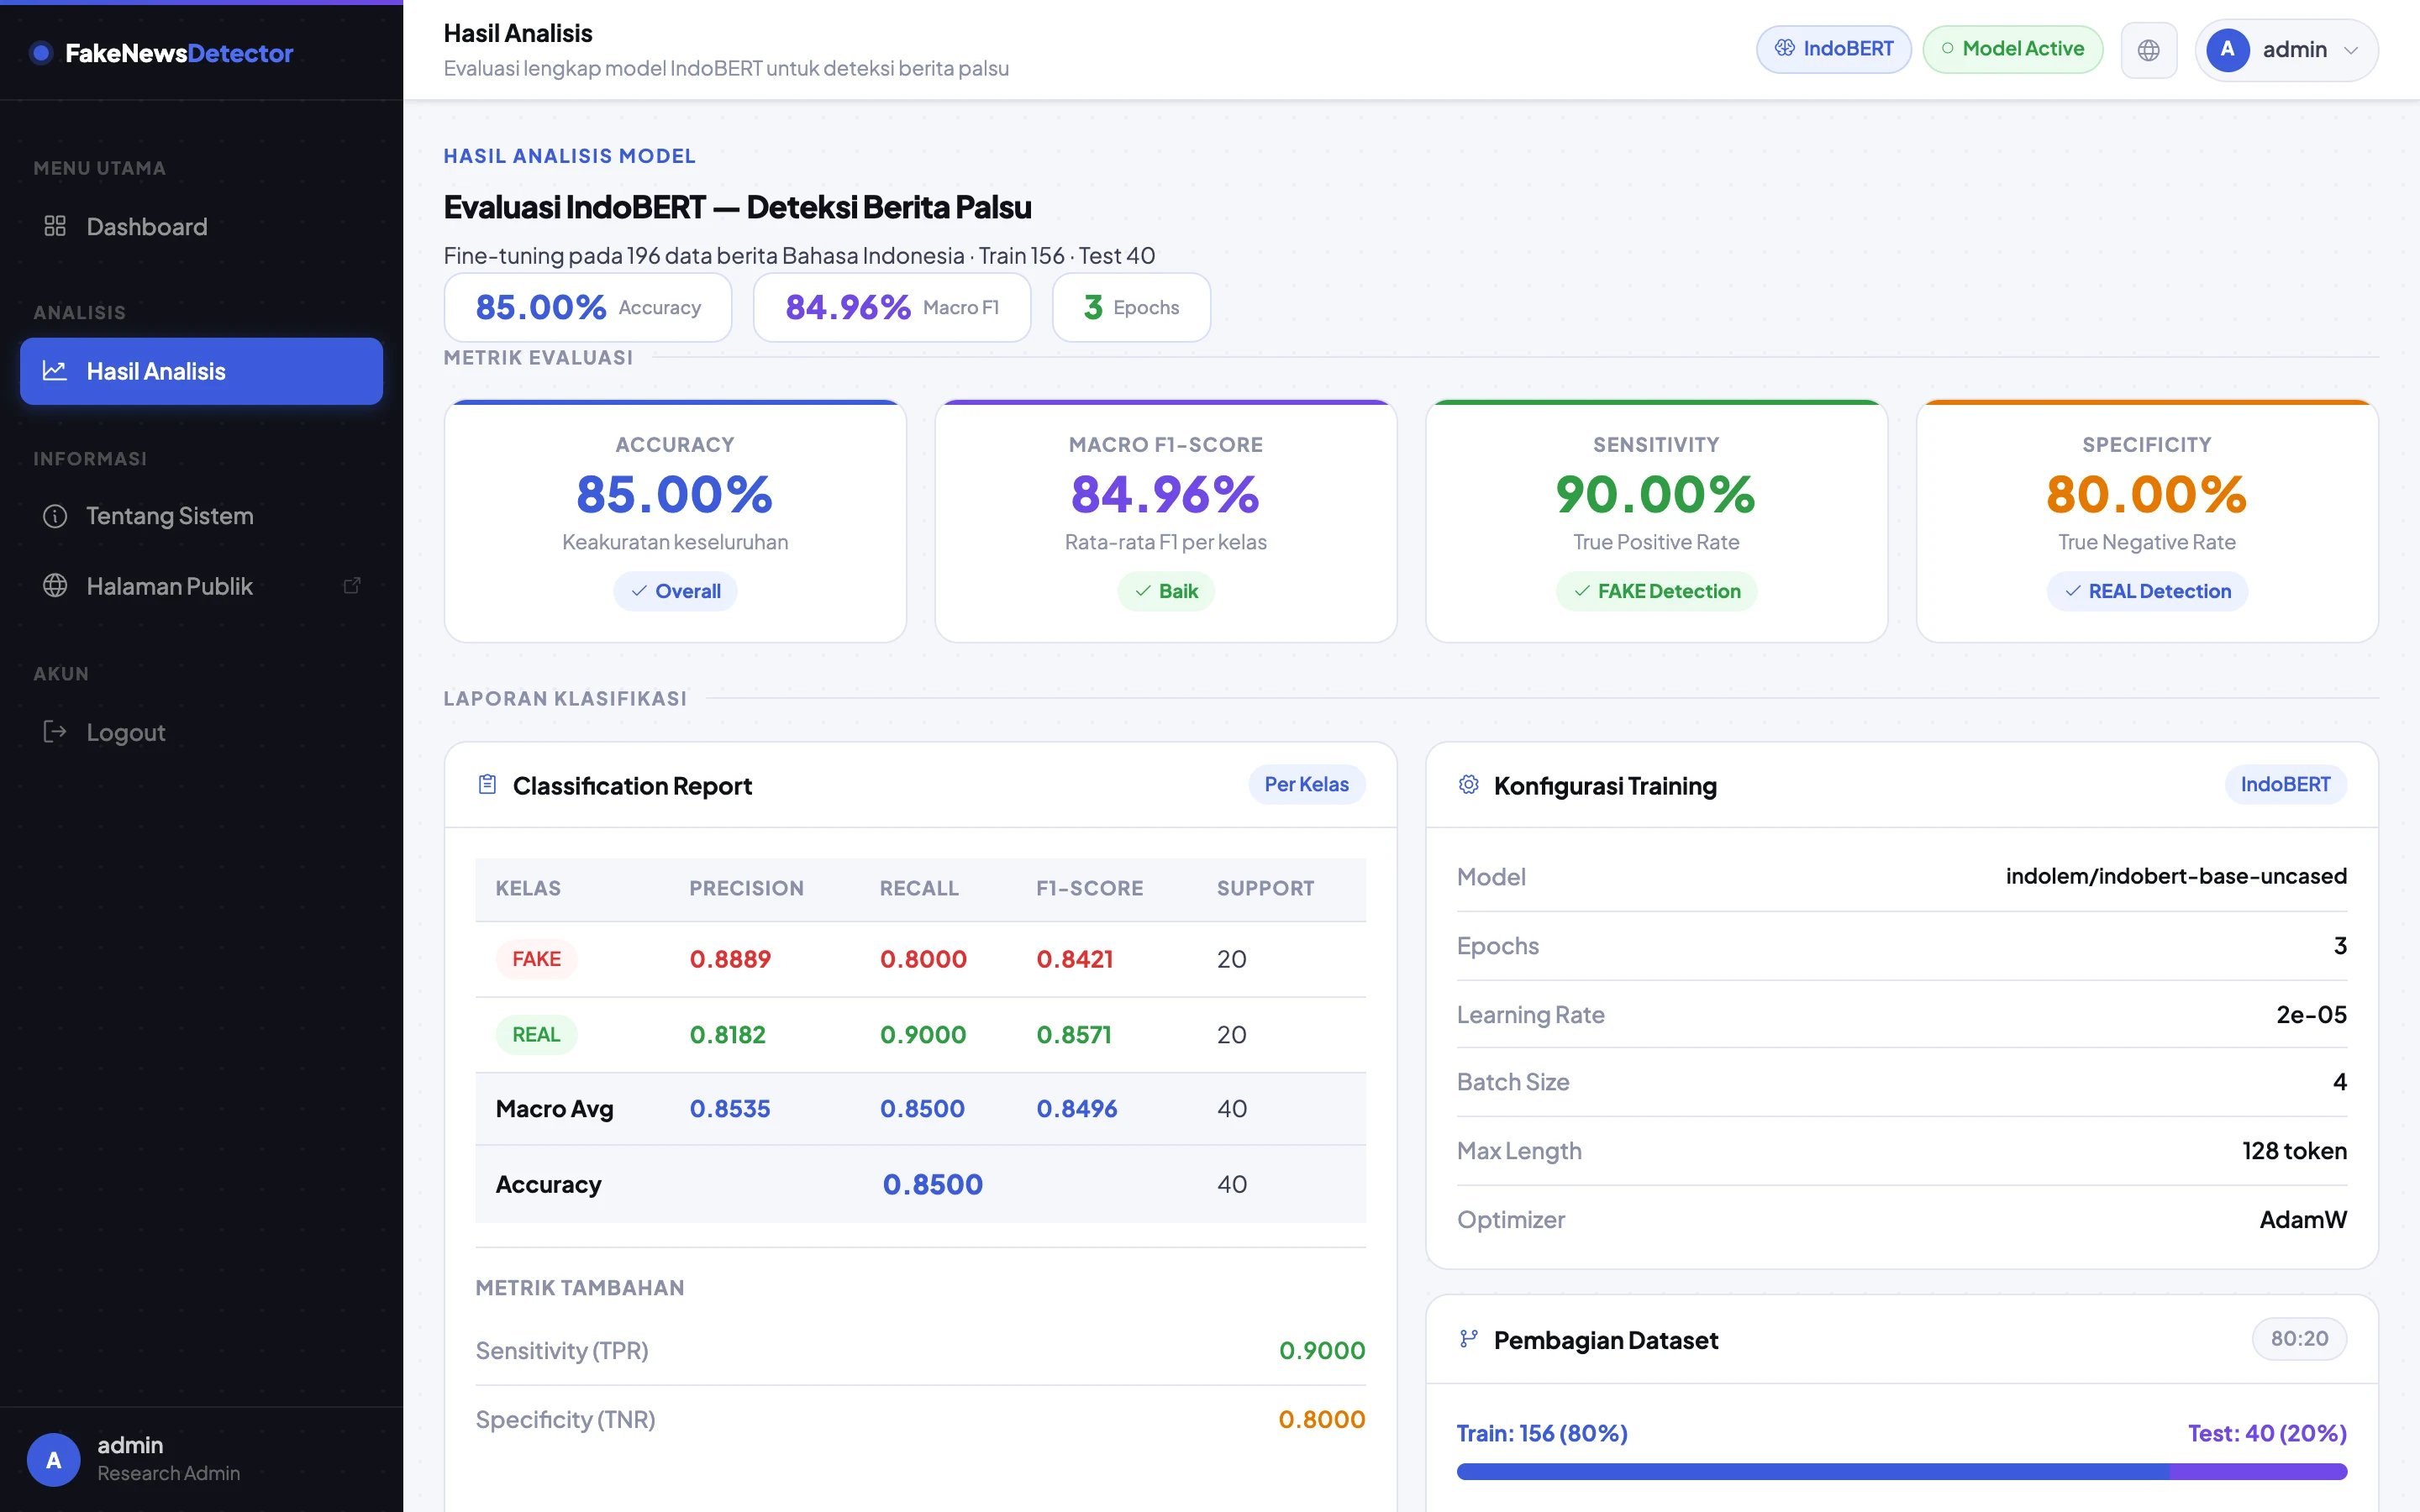 FakeNewsDetector
MENU UTAMA
Dashboard
ANALISIS
Hasil Analisis
INFORMASI
Tentang Sistem
Halaman Publik
AKUN
Logout
A
admin
Research Admin
Hasil Analisis
Evaluasi lengkap model IndoBERT untuk deteksi berita palsu
IndoBERT
Model Active
A
admin
HASIL ANALISIS MODEL
Evaluasi IndoBERT — Deteksi Berita Palsu
Fine-tuning pada 196 data berita Bahasa Indonesia · Train 156 · Test 40
85.00% Accuracy
84.96% Macro F1
3 Epochs
METRIK EVALUASI
ACCURACY
85.00%
Keakuratan keseluruhan
Overall
MACRO F1-SCORE
84.96%
Rata-rata F1 per kelas
Baik
SENSITIVITY
90.00%
True Positive Rate
FAKE Detection
SPECIFICITY
80.00%
True Negative Rate
REAL Detection
LAPORAN KLASIFIKASI
Classification Report
Per Kelas
KELAS PRECISION RECALL F1-SCORE SUPPORT
FAKE 0.8889 0.8000 0.8421 20
REAL 0.8182 0.9000 0.8571 20
Macro Avg 0.8535 0.8500 0.8496 40
Accuracy 0.8500 40
METRIK TAMBAHAN
Sensitivity (TPR) 0.9000
Specificity (TNR) 0.8000
Konfigurasi Training
IndoBERT
Model indolem/indobert-base-uncased
Epochs 3
Learning Rate 2e-05
Batch Size 4
Max Length 128 token
Optimizer AdamW
Pembagian Dataset
80:20
Train: 156 (80%) Test: 40 (20%)